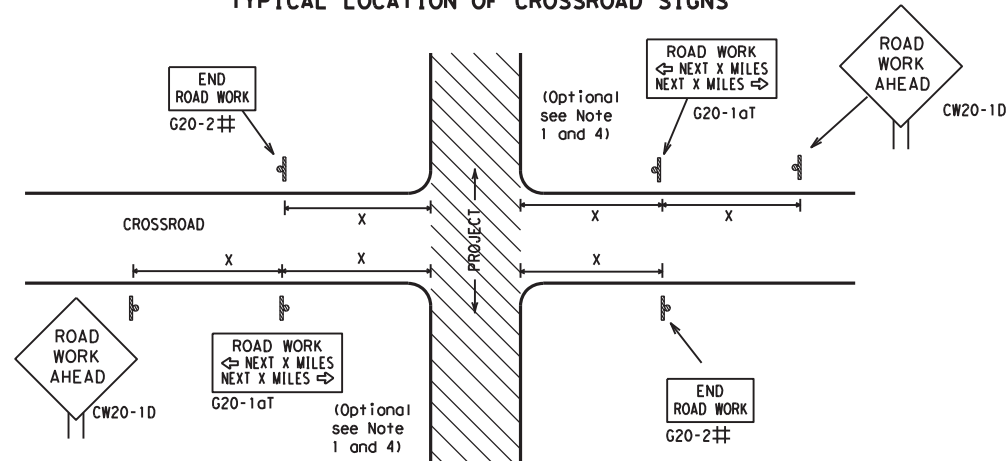 TYPICAL LOCATION OF CROSSROAD SIGNS
END
ROAD WORK
G20-2#
(Optional
see Note
1 and 4)
ROAD WORK
⇦ NEXT X MILES
NEXT X MILES ⇨
G20-1aT
ROAD
WORK
AHEAD
CW20-1D
CROSSROAD
X
X
X
PROJECT
X
X
X
ROAD
WORK
AHEAD
CW20-1D
ROAD WORK
⇦ NEXT X MILES
NEXT X MILES ⇨
G20-1aT
(Optional
see Note
1 and 4)
END
ROAD WORK
G20-2#